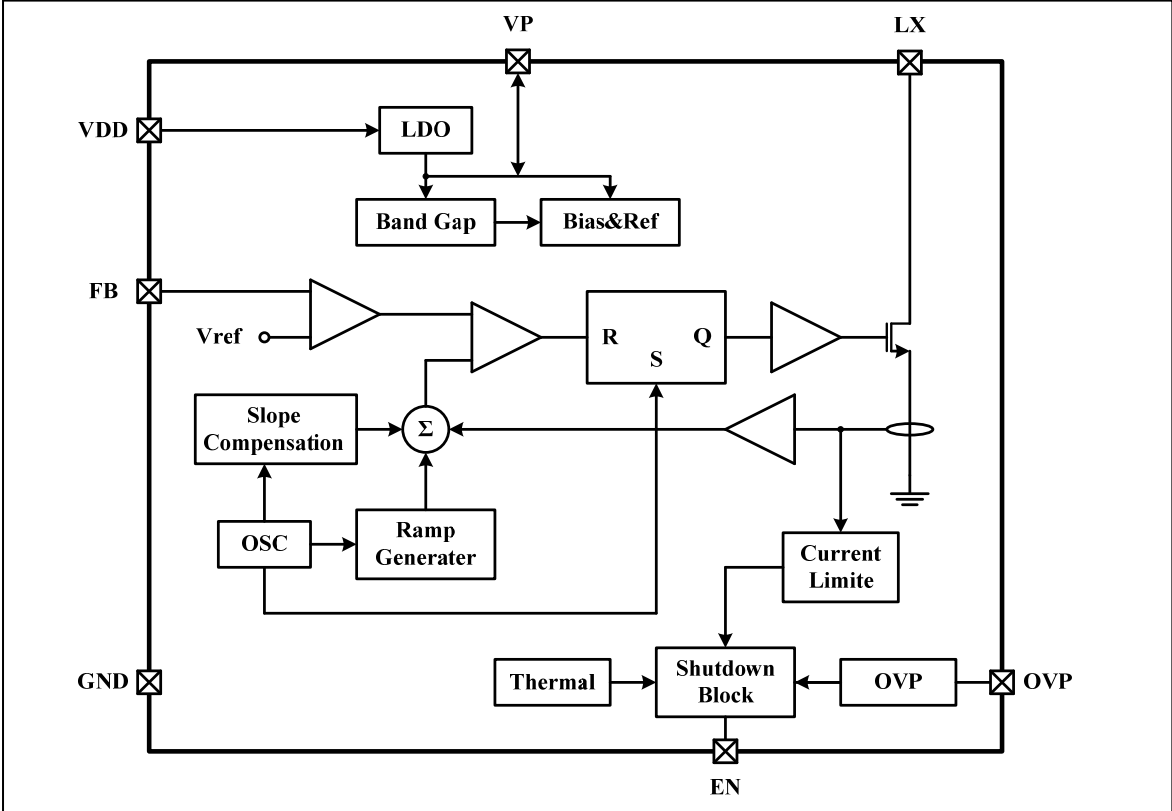 VP
LX
VDD
LDO
Band Gap
Bias&Ref
FB
Vref
R
Q
S
Slope
Compensation
Σ
OSC
Ramp
Generater
Current
Limite
GND
Thermal
Shutdown
Block
OVP
OVP
EN